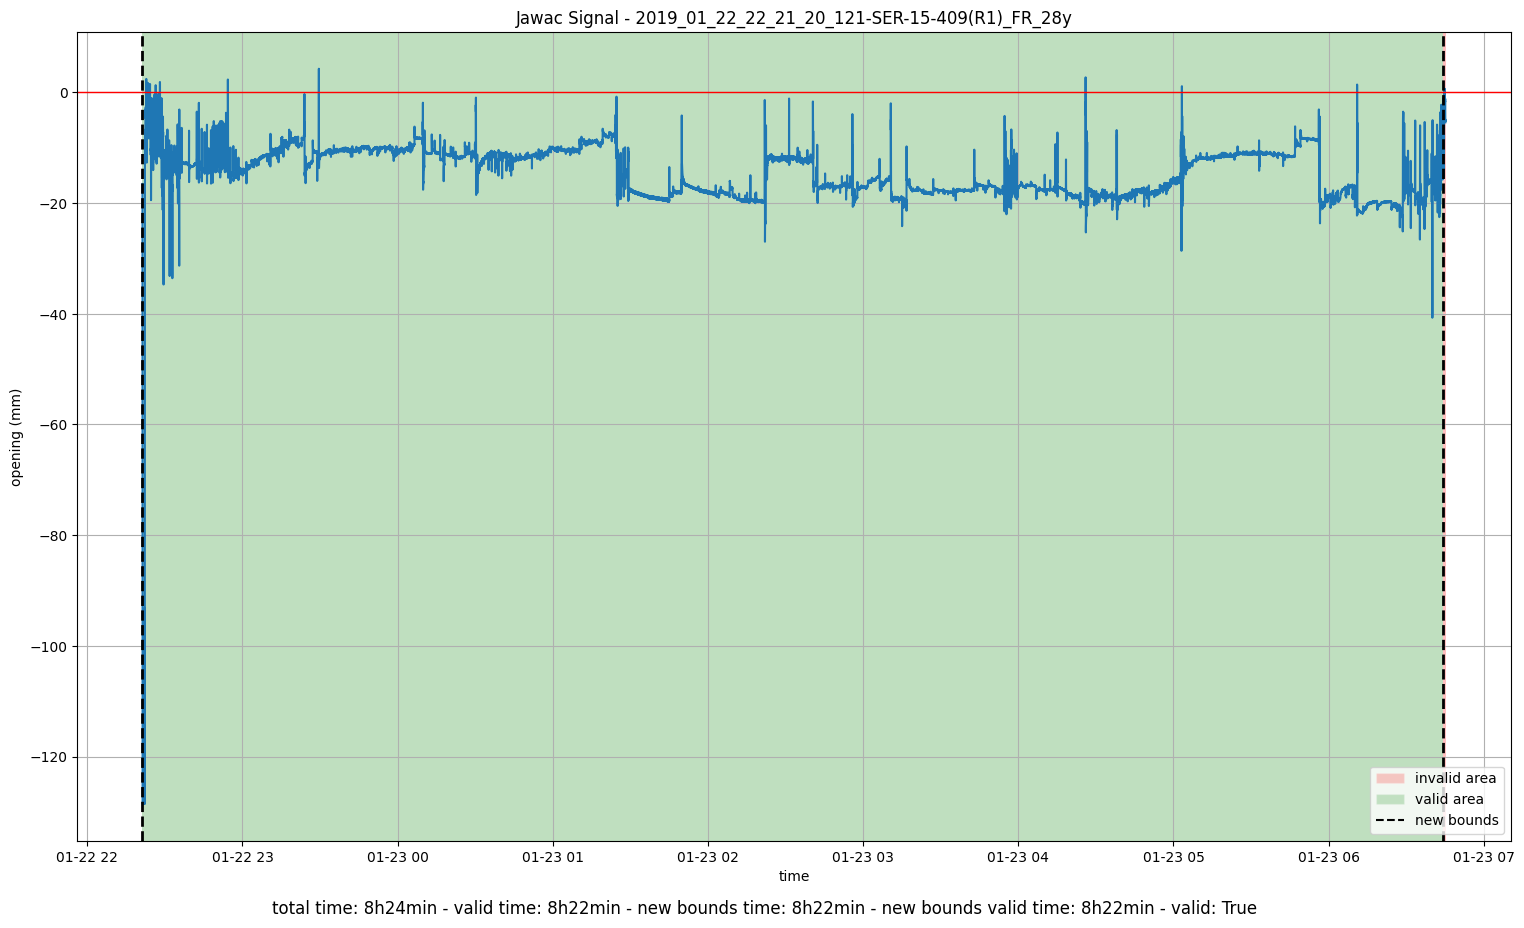 Jawac Signal - 2019_01_22_22_21_20_121-SER-15-409(R1)_FR_28y
opening (mm)
0
−20
−40
−60
−80
−100
−120
invalid area
valid area
new bounds
01-22 22 01-22 23 01-23 00 01-23 01 01-23 02 01-23 03 01-23 04 01-23 05 01-23 06 01-23 07
time
total time: 8h24min - valid time: 8h22min - new bounds time: 8h22min - new bounds valid time: 8h22min - valid: True